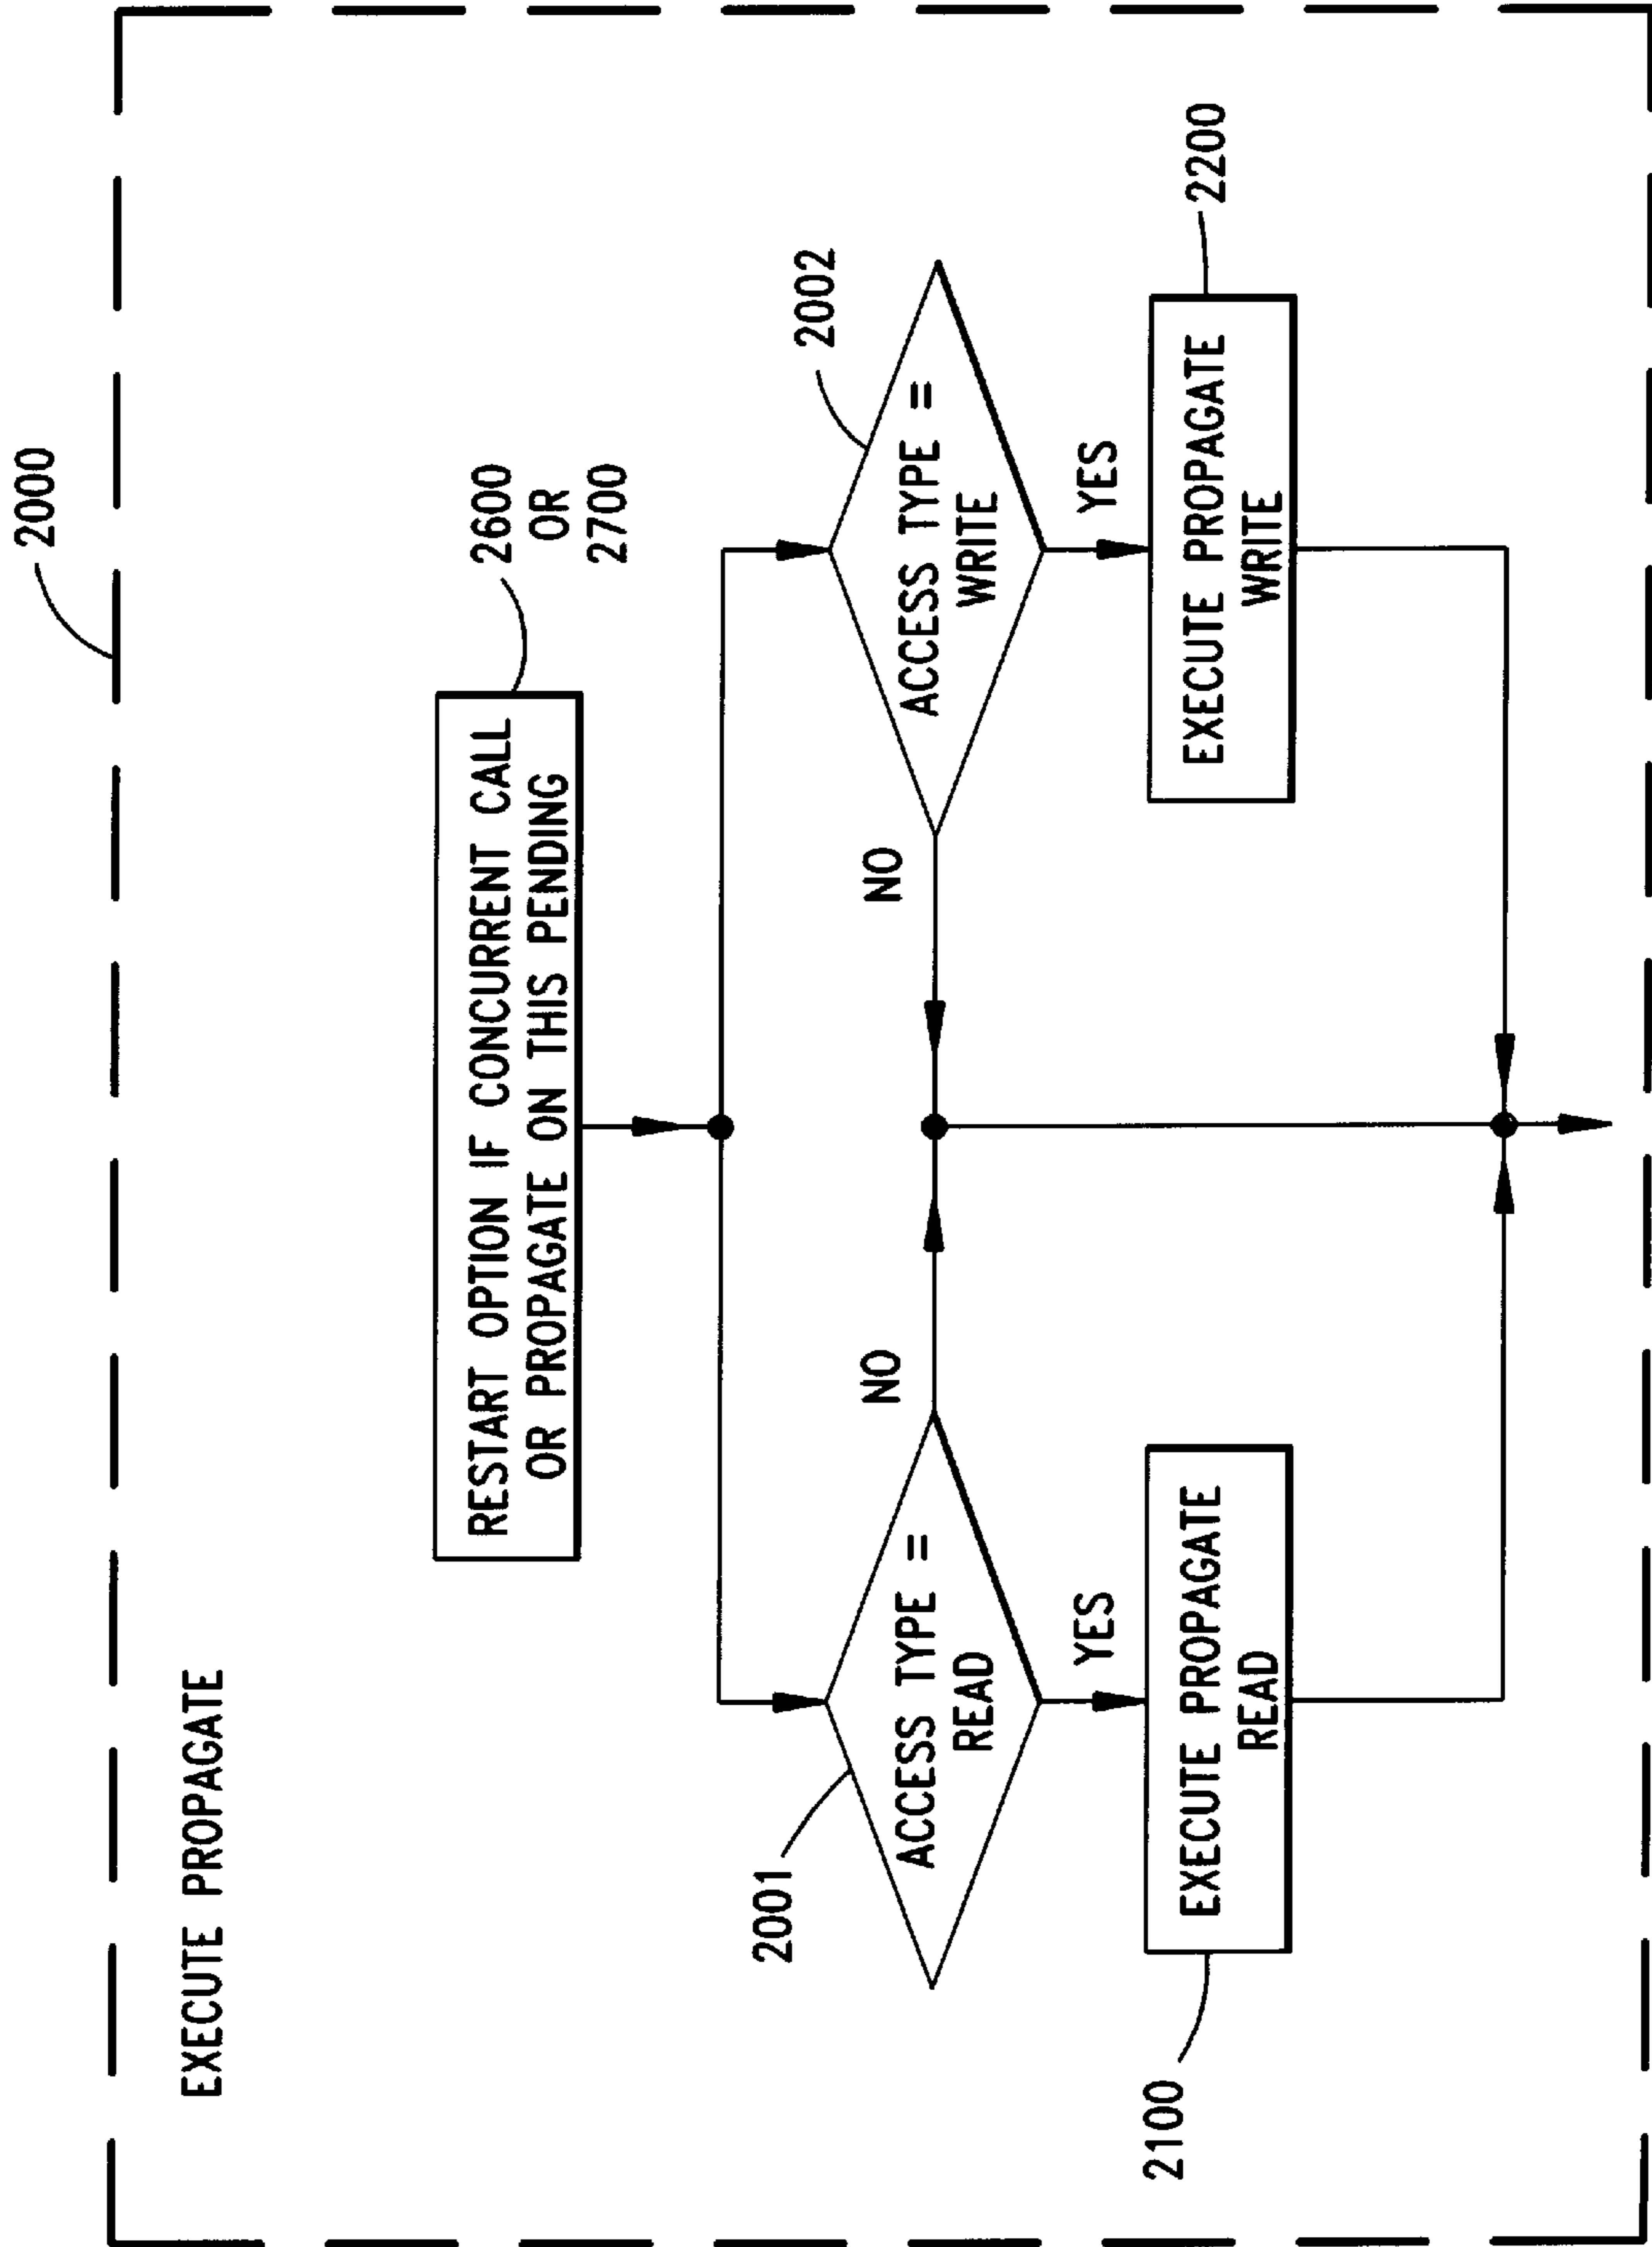 2000
EXECUTE PROPAGATE
RESTART OPTION IF CONCURRENT CALL
OR PROPAGATE ON THIS PENDING
2600
OR
2700
2001
ACCESS TYPE =
READ
NO
YES
NO
2002
ACCESS TYPE =
WRITE
YES
2100
EXECUTE PROPAGATE
READ
EXECUTE PROPAGATE
WRITE
2200